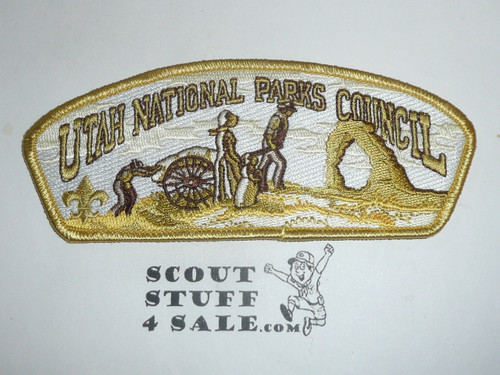 UTAH NATIONAL PARKS COUNCIL
SCOUT
STUFF
4 SALE.COM